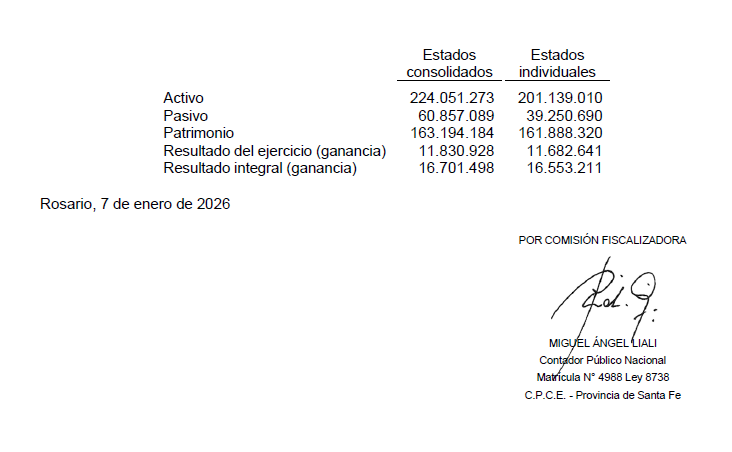 Estados Estados
consolidados individuales
Activo 224.051.273 201.139.010
Pasivo 60.857.089 39.250.690
Patrimonio 163.194.184 161.888.320
Resultado del ejercicio (ganancia) 11.830.928 11.682.641
Resultado integral (ganancia) 16.701.498 16.553.211
Rosario, 7 de enero de 2026
POR COMISIÓN FISCALIZADORA
MIGUEL ÁNGEL LIALI
Contador Público Nacional
Matrícula N° 4988 Ley 8738
C.P.C.E. - Provincia de Santa Fe